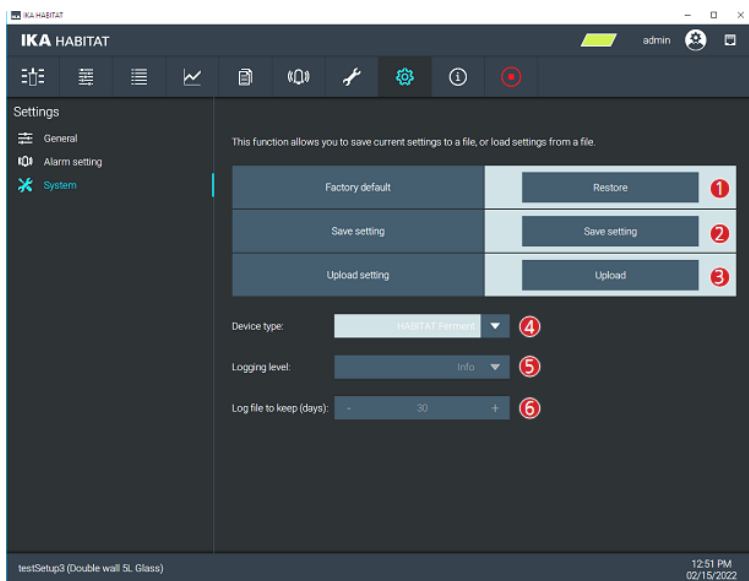 IKA HABITAT
IKA HABITAT
admin
Settings
General
Alarm setting
System
This function allows you to save current settings to a file, or load settings from a file.
Factory default Restore 1
Save setting Save setting 2
Upload setting Upload 3
Device type: HABITAT Ferment 4
Logging level: Info 5
Log file to keep (days): - 30 + 6
testSetup3 (Double wall 5L Glass)
12:51 PM
02/15/2022